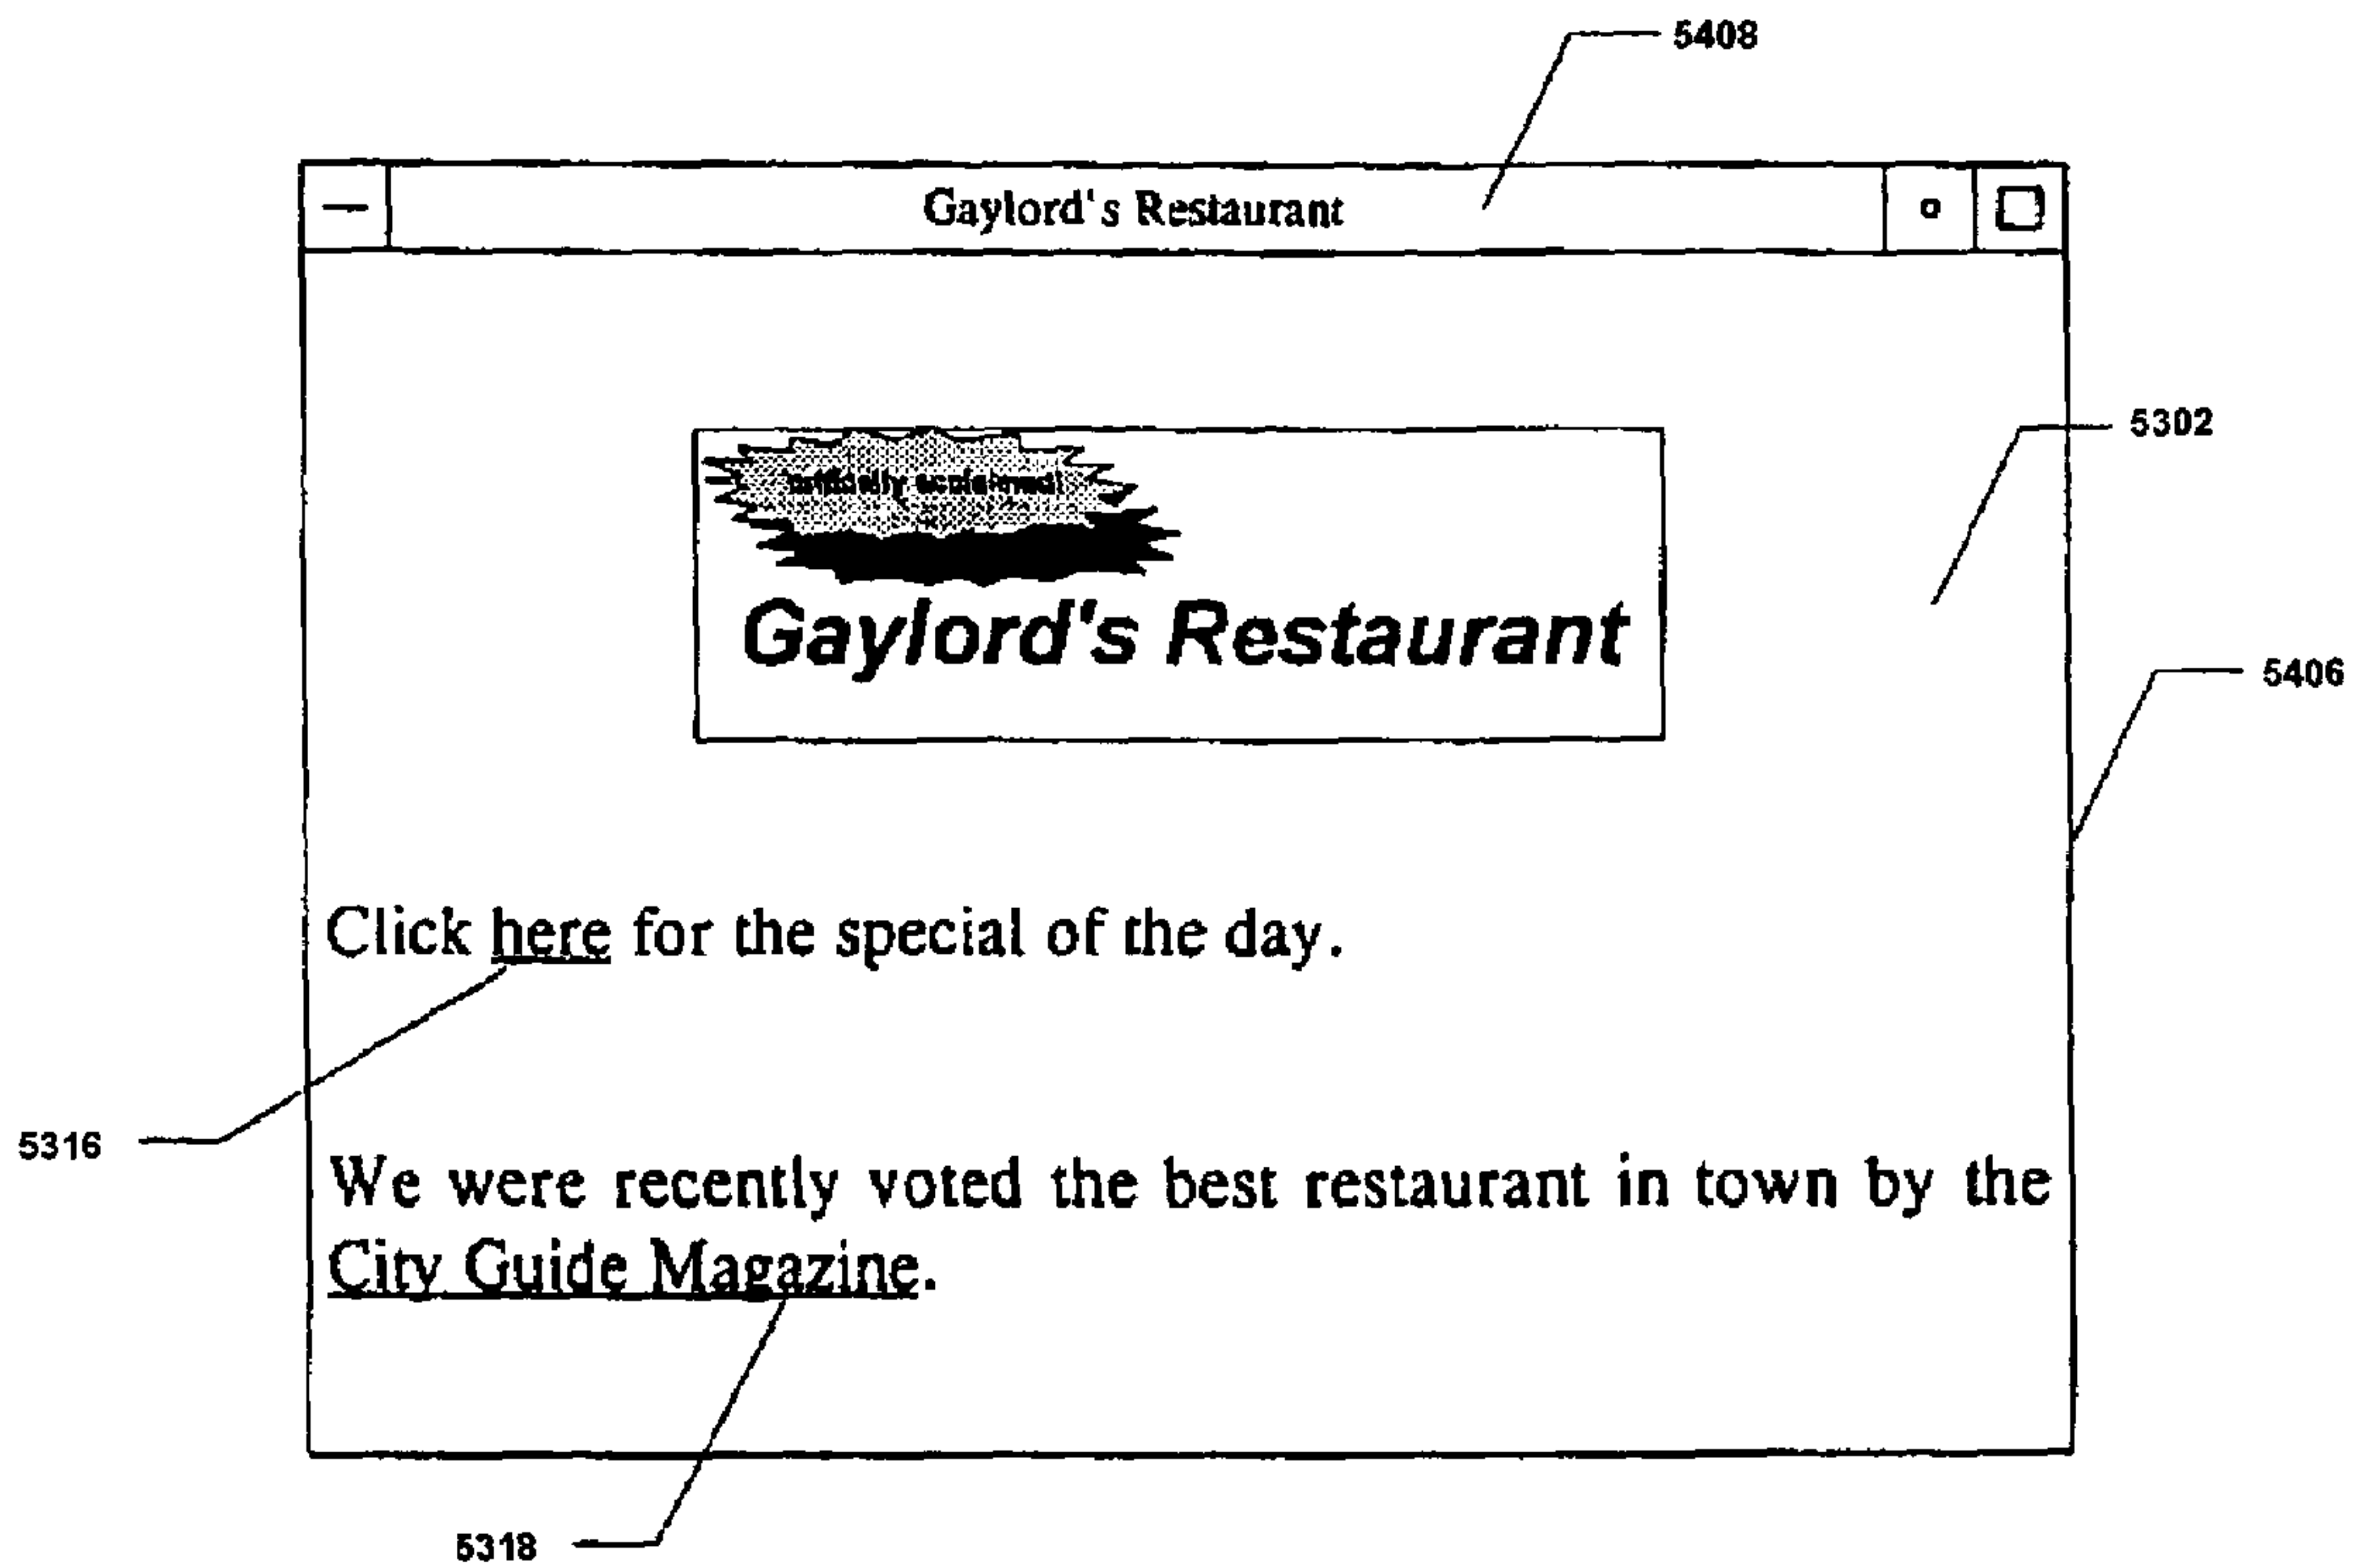 5408
Gaylord's Restaurant
5302
Gaylord's Restaurant
5406
Click here for the special of the day.
5316
We were recently voted the best restaurant in town by the
City Guide Magazine.
5318